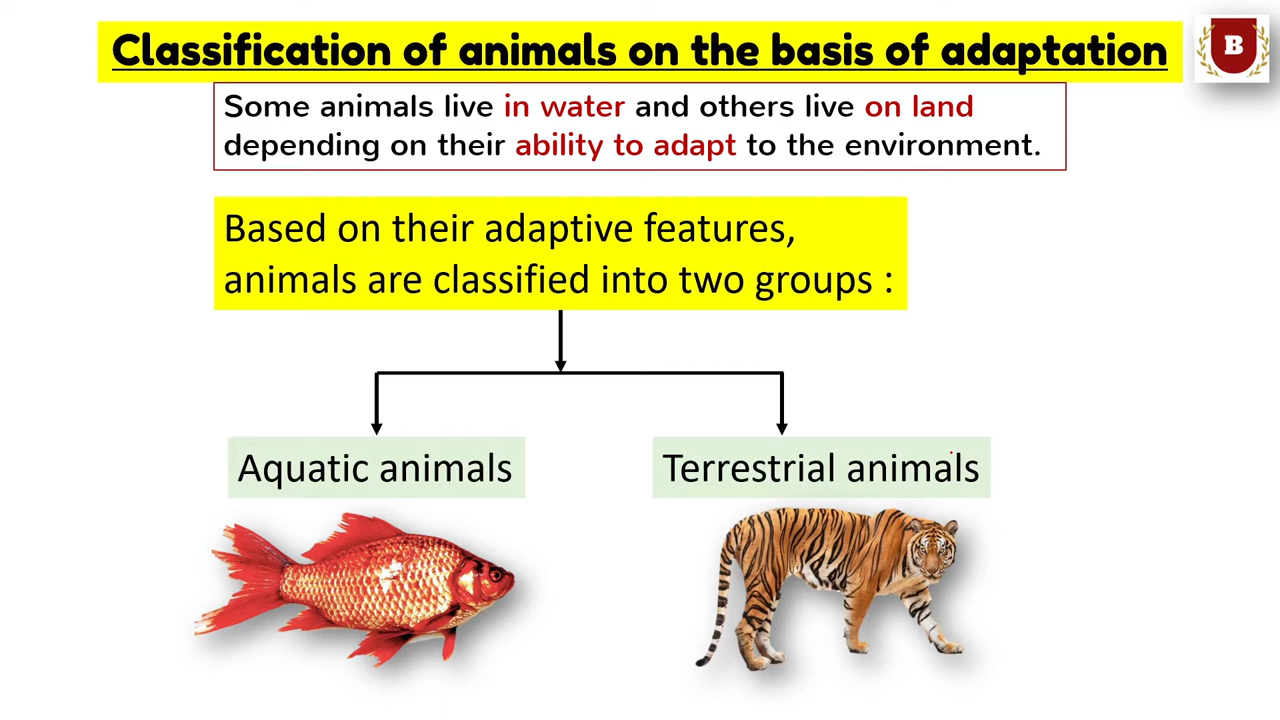 Classification of animals on the basis of adaptation
B
Some animals live in water and others live on land
depending on their ability to adapt to the environment.
Based on their adaptive features,
animals are classified into two groups :
Aquatic animals
Terrestrial animals